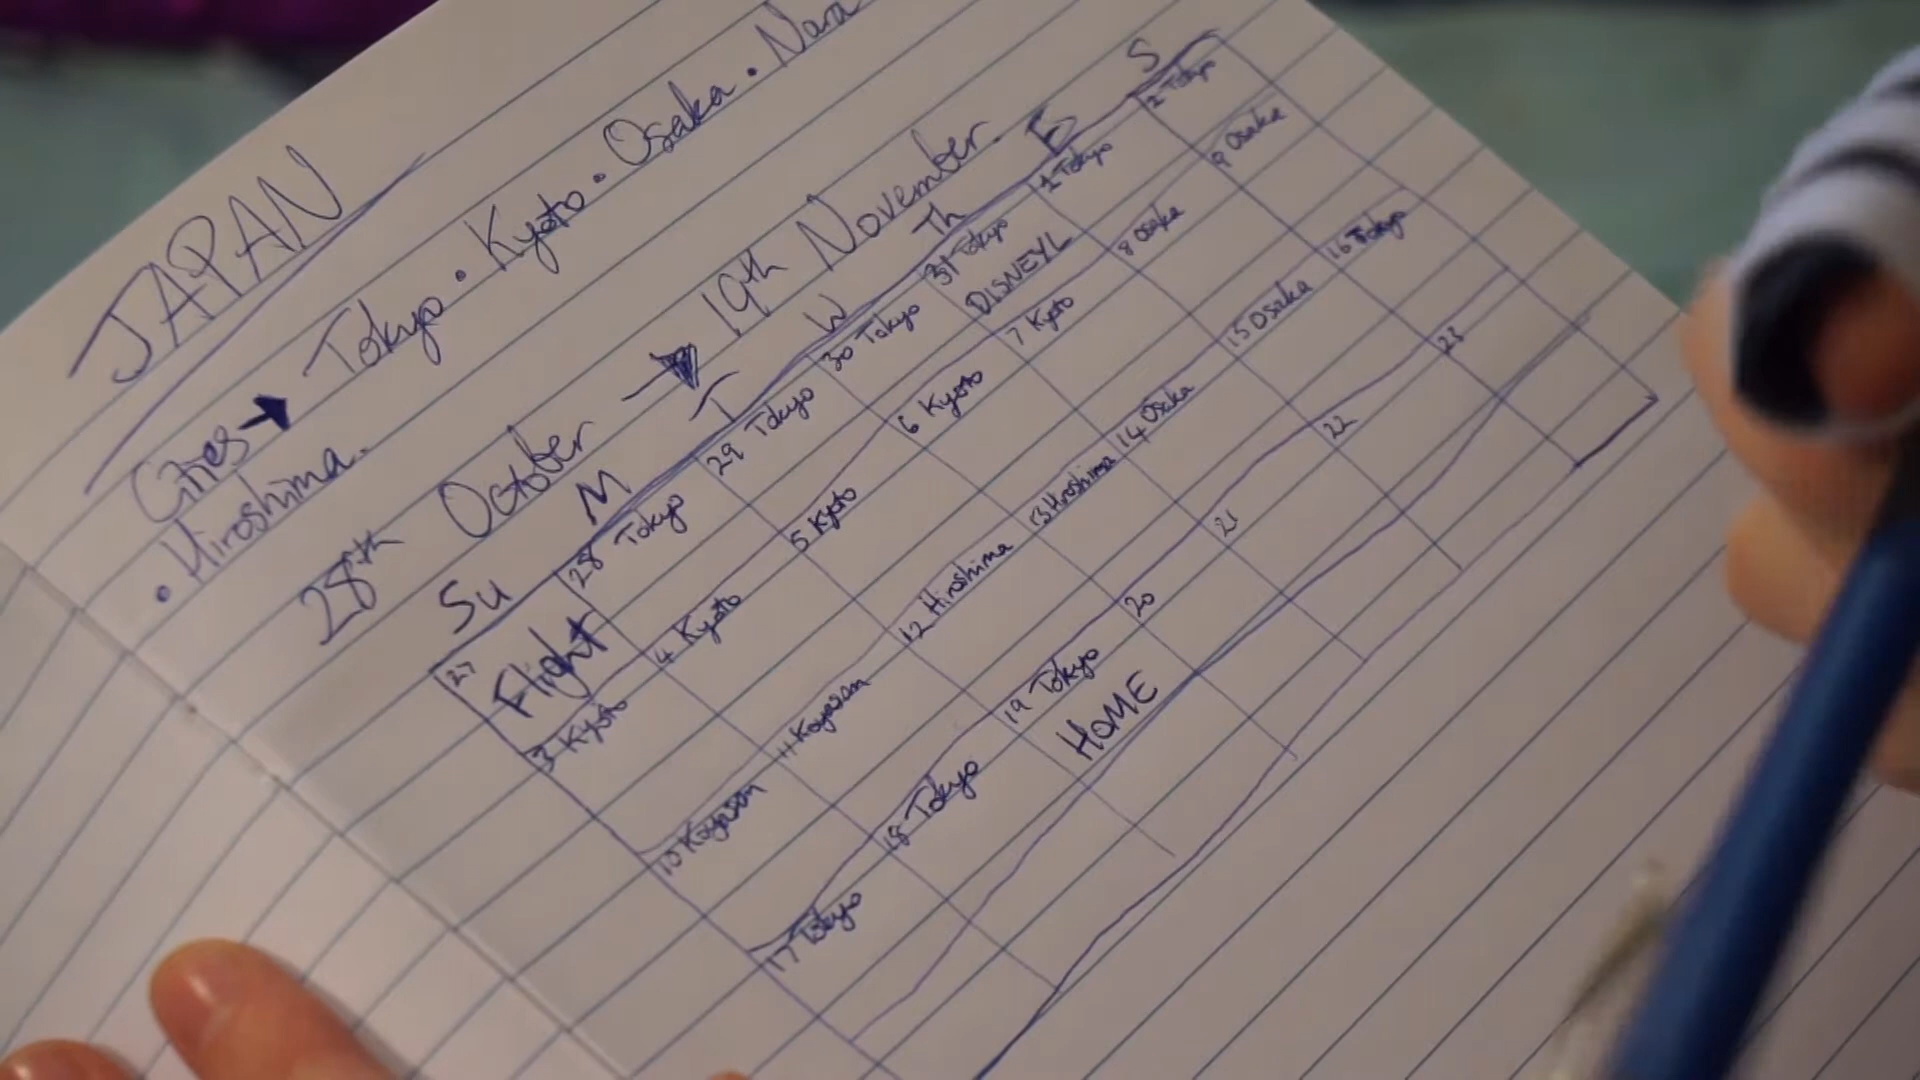 JAPAN
Cities → Tokyo • Kyoto • Osaka • Nara
• Hiroshima.
28th October → 19th November.
Su M T W Th F S
27 Flight 28 Tokyo 29 Tokyo 30 Tokyo 31 Tokyo DISNEYL 1 Tokyo 2 Tokyo
3 Kyoto 4 Kyoto 5 Kyoto 6 Kyoto 7 Kyoto 8 Osaka 9 Osaka
10 Koyasan 11 Koyasan 12 Hiroshima 13 Hiroshima 14 Osaka 15 Osaka 16 Tokyo
17 Tokyo 18 Tokyo 19 Tokyo HOME 20 21 22 23